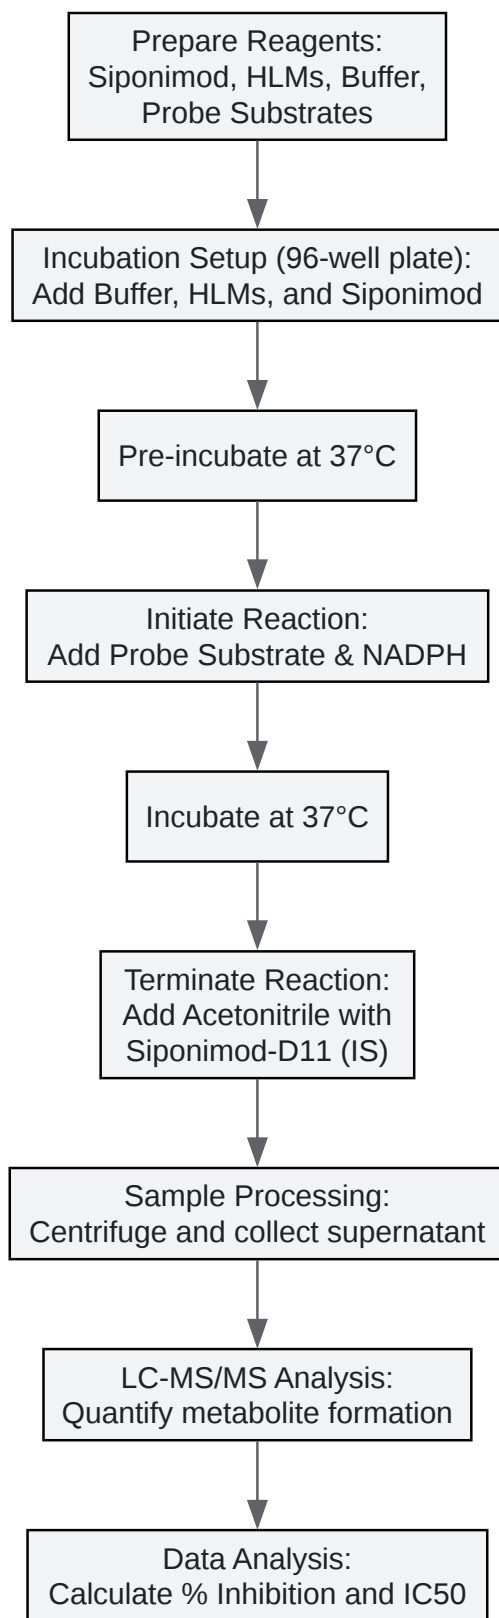 Prepare Reagents:
Siponimod, HLMs, Buffer,
Probe Substrates
Incubation Setup (96-well plate):
Add Buffer, HLMs, and Siponimod
Pre-incubate at 37°C
Initiate Reaction:
Add Probe Substrate & NADPH
Incubate at 37°C
Terminate Reaction:
Add Acetonitrile with
Siponimod-D11 (IS)
Sample Processing:
Centrifuge and collect supernatant
LC-MS/MS Analysis:
Quantify metabolite formation
Data Analysis:
Calculate % Inhibition and IC50